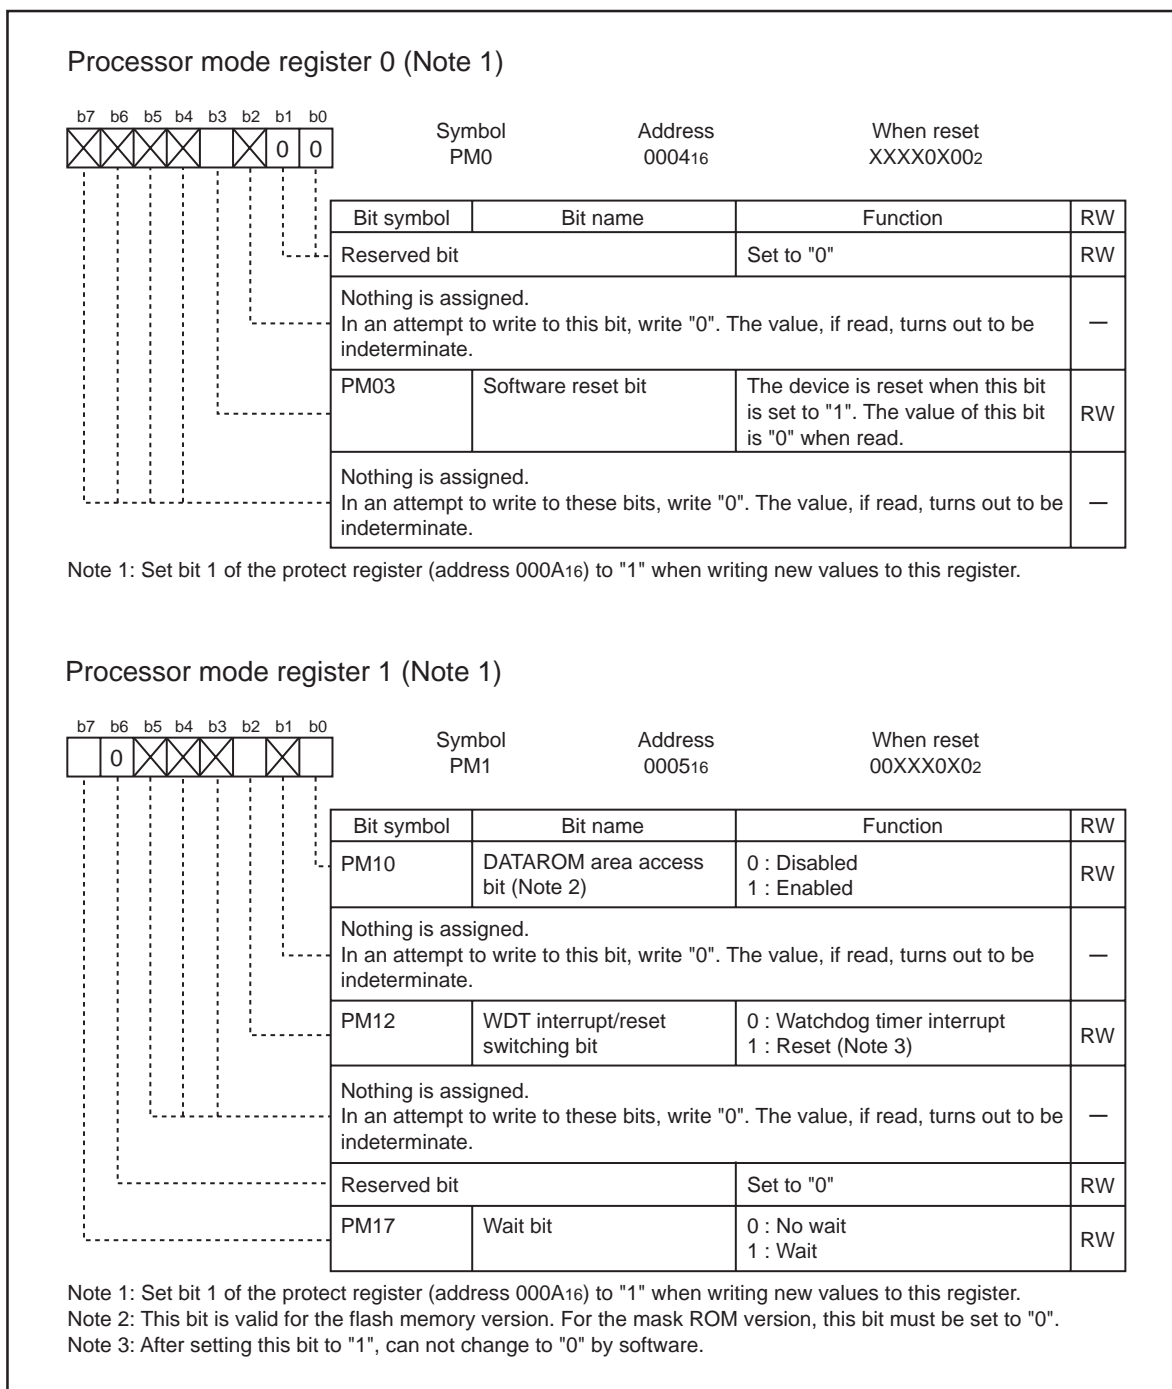 Processor mode register 0 (Note 1)
b7 b6 b5 b4 b3 b2 b1 b0
0 0
Symbol Address When reset
PM0 000416 XXXX0X002
Bit symbol Bit name Function RW
Reserved bit Set to "0" RW
Nothing is assigned.
In an attempt to write to this bit, write "0". The value, if read, turns out to be —
indeterminate.
PM03 Software reset bit The device is reset when this bit
is set to "1". The value of this bit RW
is "0" when read.
Nothing is assigned.
In an attempt to write to these bits, write "0". The value, if read, turns out to be —
indeterminate.
Note 1: Set bit 1 of the protect register (address 000A16) to "1" when writing new values to this register.
Processor mode register 1 (Note 1)
b7 b6 b5 b4 b3 b2 b1 b0
0
Symbol Address When reset
PM1 000516 00XXX0X02
Bit symbol Bit name Function RW
PM10 DATAROM area access 0 : Disabled RW
bit (Note 2) 1 : Enabled
Nothing is assigned.
In an attempt to write to this bit, write "0". The value, if read, turns out to be —
indeterminate.
PM12 WDT interrupt/reset 0 : Watchdog timer interrupt RW
switching bit 1 : Reset (Note 3)
Nothing is assigned.
In an attempt to write to these bits, write "0". The value, if read, turns out to be —
indeterminate.
Reserved bit Set to "0" RW
PM17 Wait bit 0 : No wait RW
1 : Wait
Note 1: Set bit 1 of the protect register (address 000A16) to "1" when writing new values to this register.
Note 2: This bit is valid for the flash memory version. For the mask ROM version, this bit must be set to "0".
Note 3: After setting this bit to "1", can not change to "0" by software.